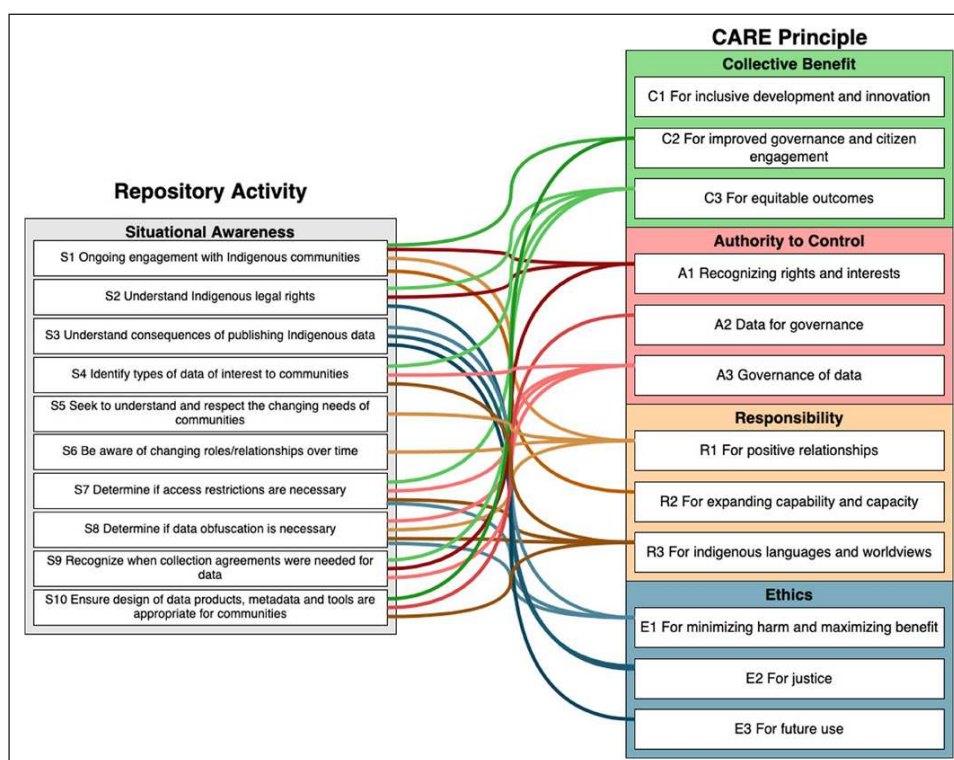 CARE Principle
Collective Benefit
C1 For inclusive development and innovation
C2 For improved governance and citizen
engagement
C3 For equitable outcomes
Authority to Control
A1 Recognizing rights and interests
A2 Data for governance
A3 Governance of data
Responsibility
R1 For positive relationships
R2 For expanding capability and capacity
R3 For indigenous languages and worldviews
Ethics
E1 For minimizing harm and maximizing benefit
E2 For justice
E3 For future use
Repository Activity
Situational Awareness
S1 Ongoing engagement with Indigenous communities
S2 Understand Indigenous legal rights
S3 Understand consequences of publishing Indigenous data
S4 Identify types of data of interest to communities
S5 Seek to understand and respect the changing needs of
communities
S6 Be aware of changing roles/relationships over time
S7 Determine if access restrictions are necessary
S8 Determine if data obfuscation is necessary
S9 Recognize when collection agreements were needed for
data
S10 Ensure design of data products, metadata and tools are
appropriate for communities